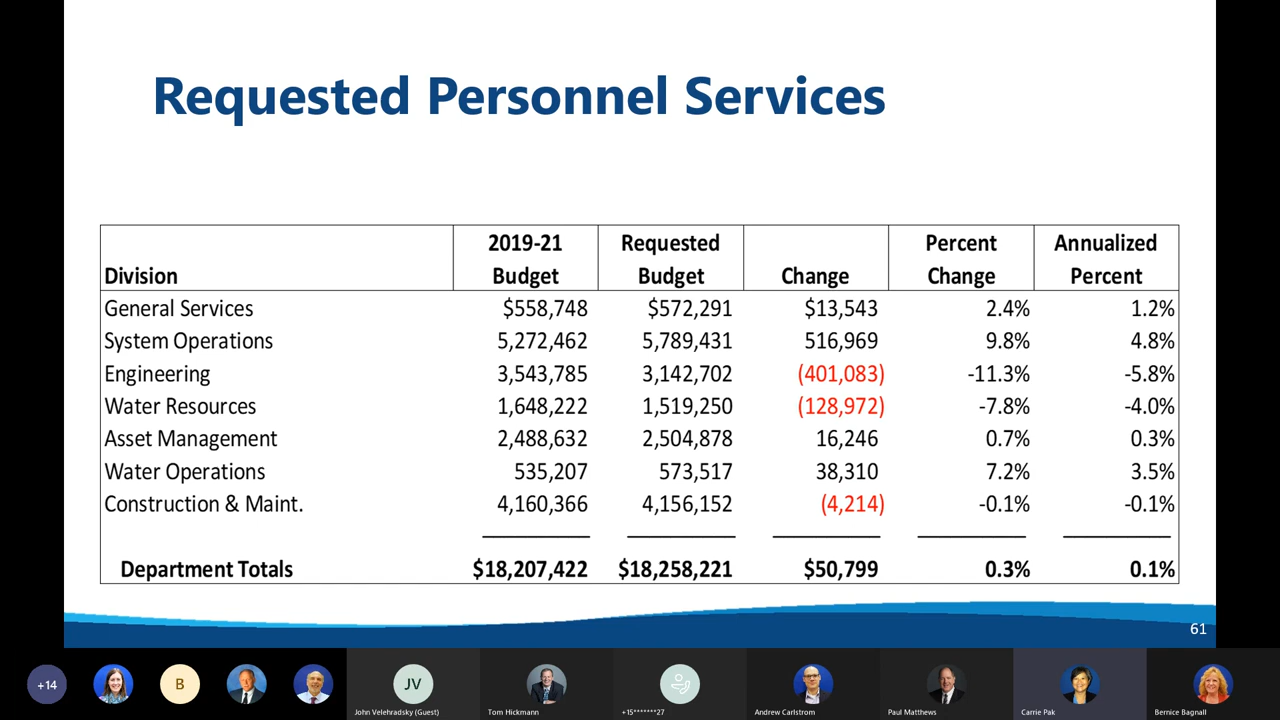 Requested Personnel Services
2019-21 Requested Percent Annualized
Division Budget Budget Change Change Percent
General Services $558,748 $572,291 $13,543 2.4% 1.2%
System Operations 5,272,462 5,789,431 516,969 9.8% 4.8%
Engineering 3,543,785 3,142,702 (401,083) -11.3% -5.8%
Water Resources 1,648,222 1,519,250 (128,972) -7.8% -4.0%
Asset Management 2,488,632 2,504,878 16,246 0.7% 0.3%
Water Operations 535,207 573,517 38,310 7.2% 3.5%
Construction & Maint. 4,160,366 4,156,152 (4,214) -0.1% -0.1%
Department Totals $18,207,422 $18,258,221 $50,799 0.3% 0.1%
61
+14 B JV
John Velehradsky (Guest) Tom Hickmann +15*******27 Andrew Carlstrom Paul Matthews Carrie Pak Bernice Bagnall